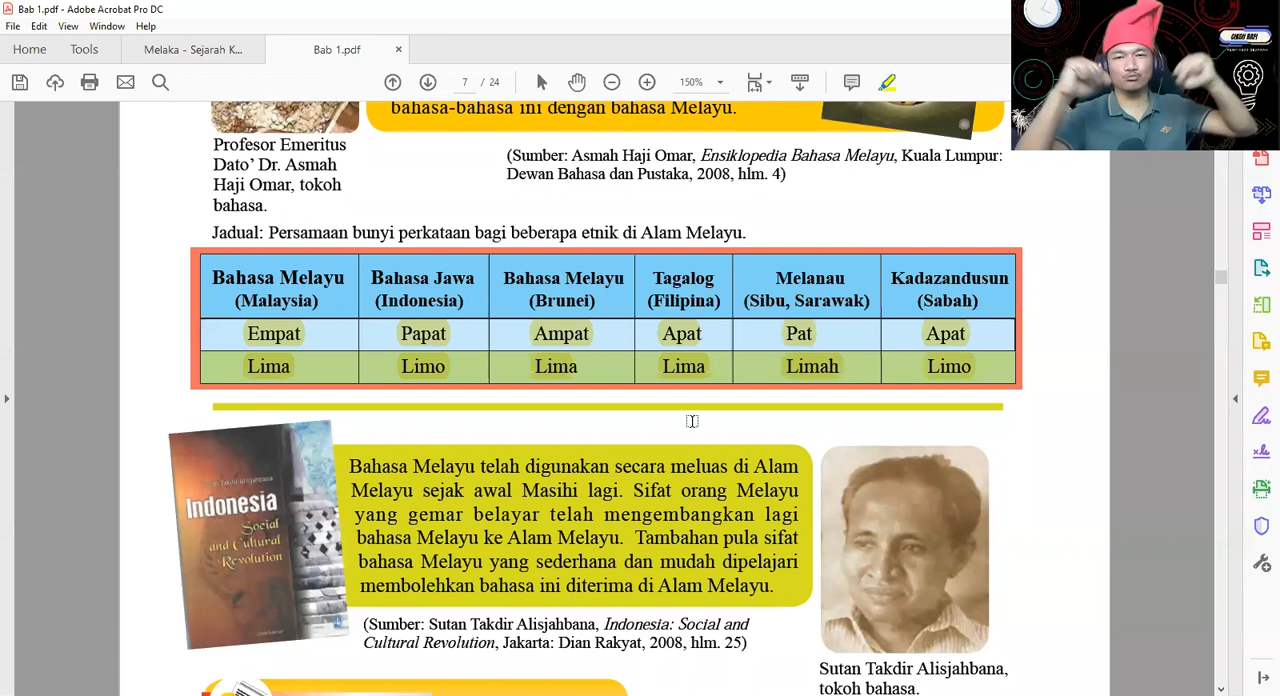 Bab 1.pdf - Adobe Acrobat Pro DC
File Edit View Window Help
Home Tools Melaka - Sejarah K... Bab 1.pdf ×
7 / 24 150%
bahasa-bahasa ini dengan bahasa Melayu.
Profesor Emeritus
Dato’ Dr. Asmah
Haji Omar, tokoh
bahasa.
(Sumber: Asmah Haji Omar, Ensiklopedia Bahasa Melayu, Kuala Lumpur:
Dewan Bahasa dan Pustaka, 2008, hlm. 4)
Jadual: Persamaan bunyi perkataan bagi beberapa etnik di Alam Melayu.
Bahasa Melayu (Malaysia) Bahasa Jawa (Indonesia) Bahasa Melayu (Brunei) Tagalog (Filipina) Melanau (Sibu, Sarawak) Kadazandusun (Sabah)
Empat Papat Ampat Apat Pat Apat
Lima Limo Lima Lima Limah Limo
Sutan Takdir Alisjahbana
Indonesia
Social
and Cultural
Revolution
Bahasa Melayu telah digunakan secara meluas di Alam
Melayu sejak awal Masihi lagi. Sifat orang Melayu
yang gemar belayar telah mengembangkan lagi
bahasa Melayu ke Alam Melayu. Tambahan pula sifat
bahasa Melayu yang sederhana dan mudah dipelajari
membolehkan bahasa ini diterima di Alam Melayu.
(Sumber: Sutan Takdir Alisjahbana, Indonesia: Social and
Cultural Revolution, Jakarta: Dian Rakyat, 2008, hlm. 25)
Sutan Takdir Alisjahbana,
tokoh bahasa.